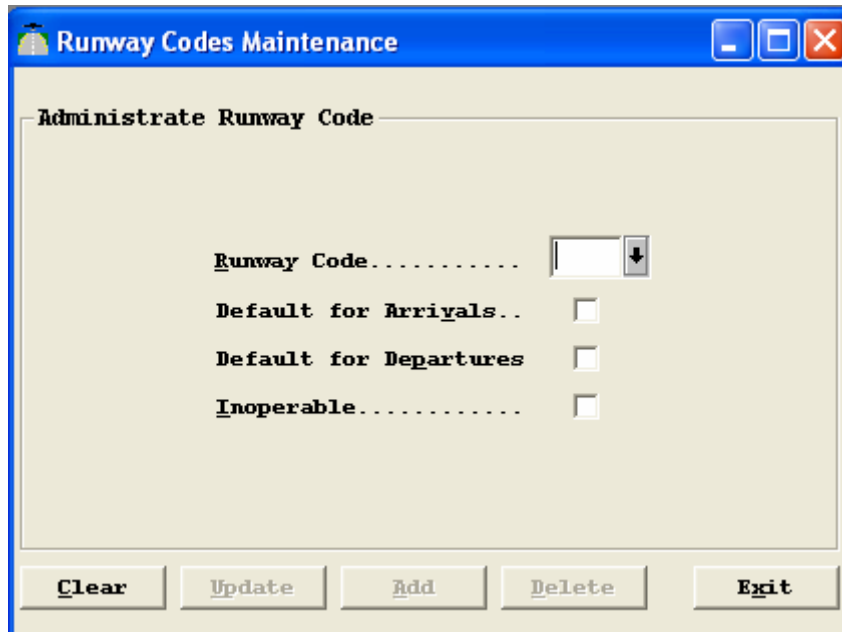 Runway Codes Maintenance
Administrate Runway Code
Runway Code...........
Default for Arrivals..
Default for Departures
Inoperable............
Clear Update Add Delete Exit